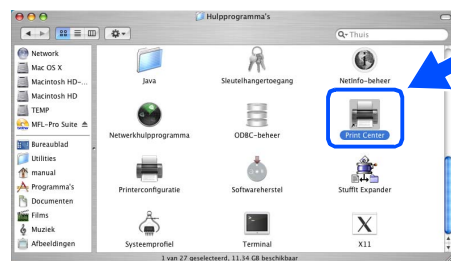 Hulpprogramma's
Thuis
Network
Mac OS X
Macintosh HD-...
Macintosh HD
TEMP
MFL-Pro Suite
Bureaublad
Utilities
manual
Programma's
Documenten
Films
Muziek
Afbeeldingen
Java
Sleutelhangertoegang
NetInfo-beheer
Netwerkhulpprogramma
ODBC-beheer
Print Center
Printerconfiguratie
Softwareherstel
StuffIt Expander
Systeemprofiel
Terminal
X11
1 van 27 geselecteerd, 11.34 GB beschikbaar